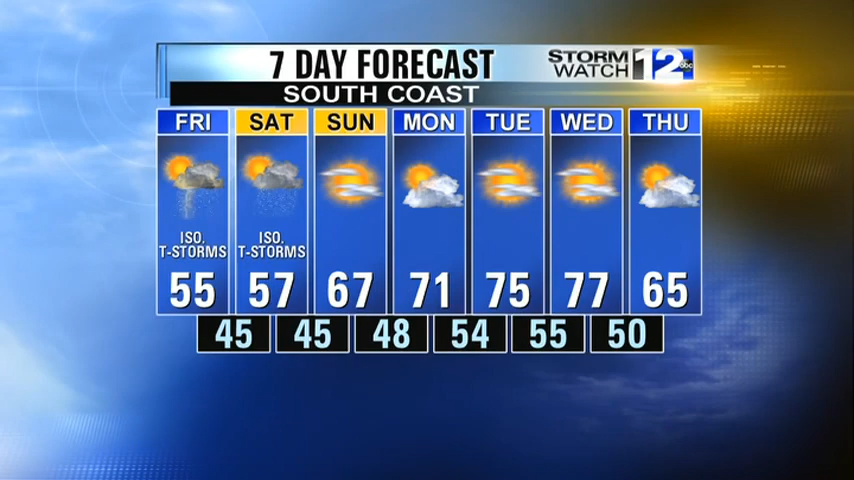 7 DAY FORECAST
STORM
WATCH 12 abc
SOUTH COAST
FRI SAT SUN MON TUE WED THU
ISO. ISO.
T-STORMS T-STORMS
55 57 67 71 75 77 65
45 45 48 54 55 50